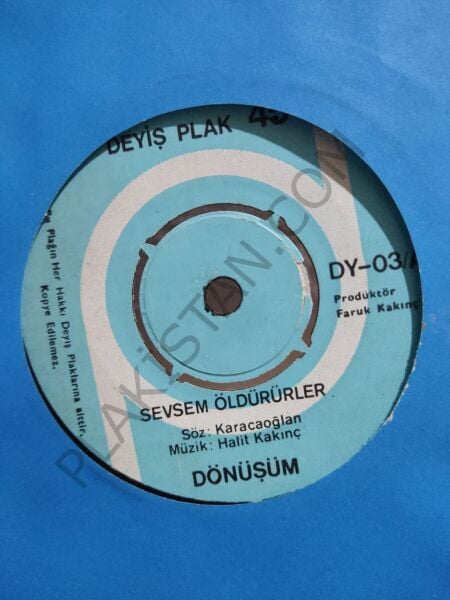 DEYİŞ PLAK 45
DY-03/A
Prodüktör
Faruk Kakınç
Bu Plağın Her Hakkı Deyiş Plaklarına aittir.
Kopye Edilemez.
SEVSEM ÖLDÜRÜRLER
Söz: Karacaoğlan
Müzik: Halit Kakınç
DÖNÜŞÜM
PLAKİSTAN.COM